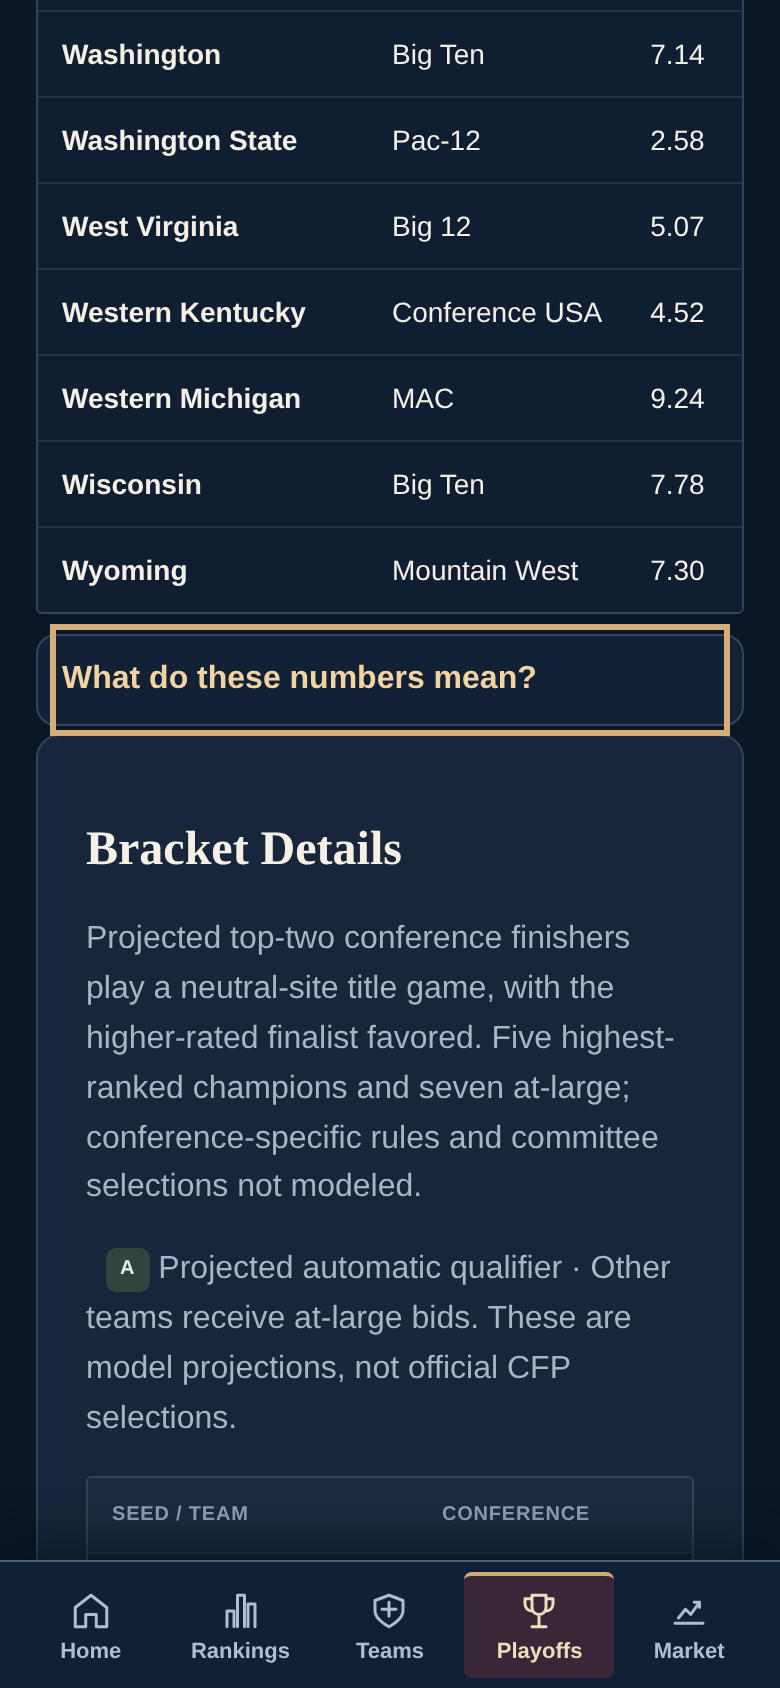 Washington Big Ten 7.14
Washington State Pac-12 2.58
West Virginia Big 12 5.07
Western Kentucky Conference USA 4.52
Western Michigan MAC 9.24
Wisconsin Big Ten 7.78
Wyoming Mountain West 7.30
What do these numbers mean?
Bracket Details
Projected top-two conference finishers
play a neutral-site title game, with the
higher-rated finalist favored. Five highest-
ranked champions and seven at-large;
conference-specific rules and committee
selections not modeled.
A Projected automatic qualifier · Other
teams receive at-large bids. These are
model projections, not official CFP
selections.
SEED / TEAM CONFERENCE
Home Rankings Teams Playoffs Market